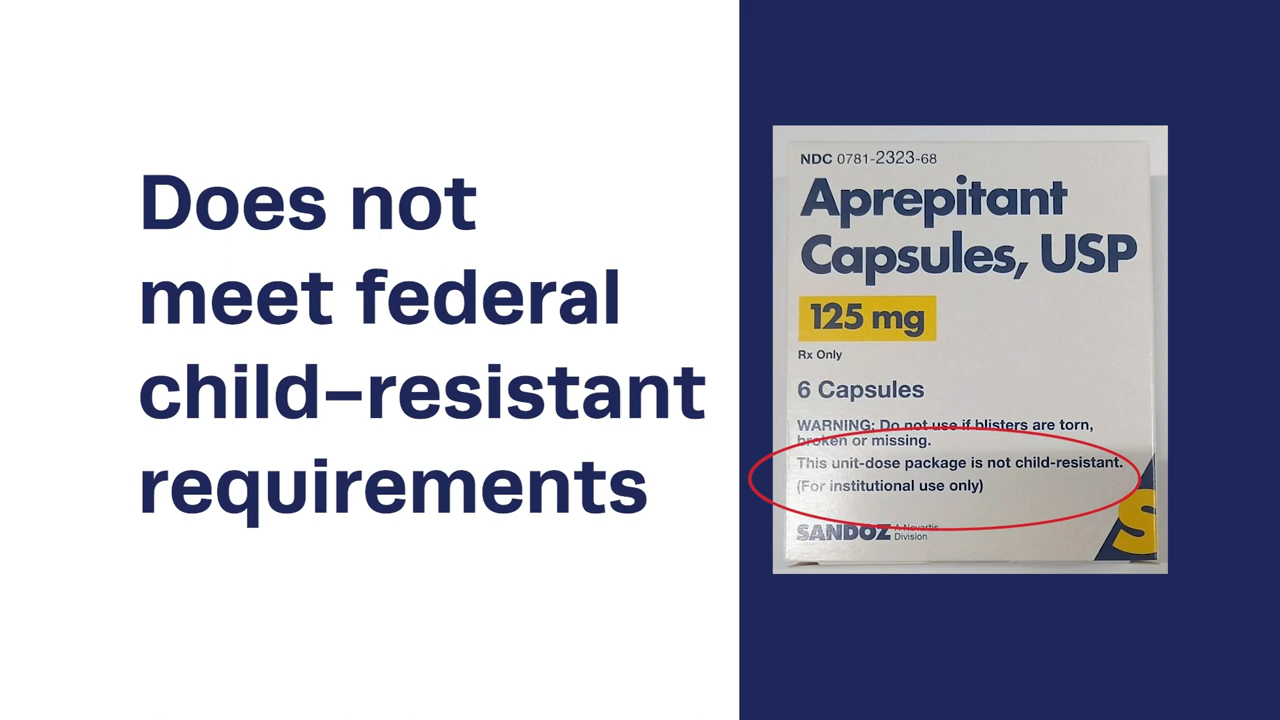 Does not
meet federal
child–resistant
requirements
NDC 0781-2323-68
Aprepitant
Capsules, USP
125 mg
Rx Only
6 Capsules
WARNING: Do not use if blisters are torn,
broken or missing.
This unit-dose package is not child-resistant.
(For institutional use only)
SANDOZ A Novartis
Division
S